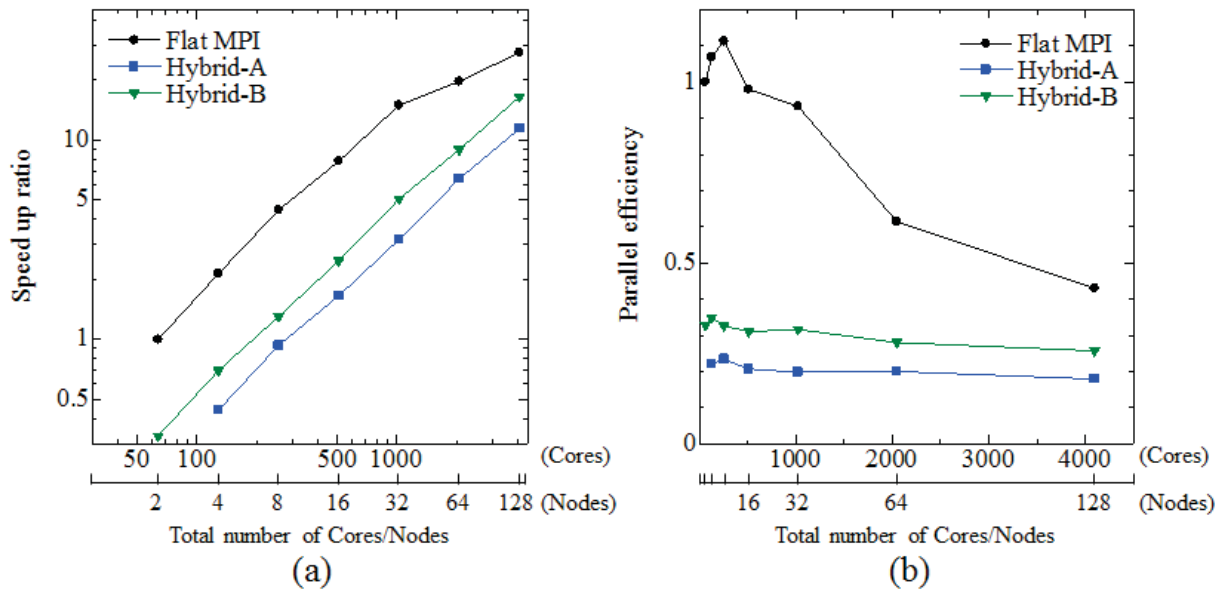 Flat MPI
Hybrid-A
Hybrid-B
Speed up ratio
10
5
1
0.5
50 100 500 1000 (Cores)
2 4 8 16 32 64 128 (Nodes)
Total number of Cores/Nodes
(a)
Flat MPI
Hybrid-A
Hybrid-B
Parallel efficiency
1
0.5
0
1000 2000 3000 4000 (Cores)
16 32 64 128 (Nodes)
Total number of Cores/Nodes
(b)